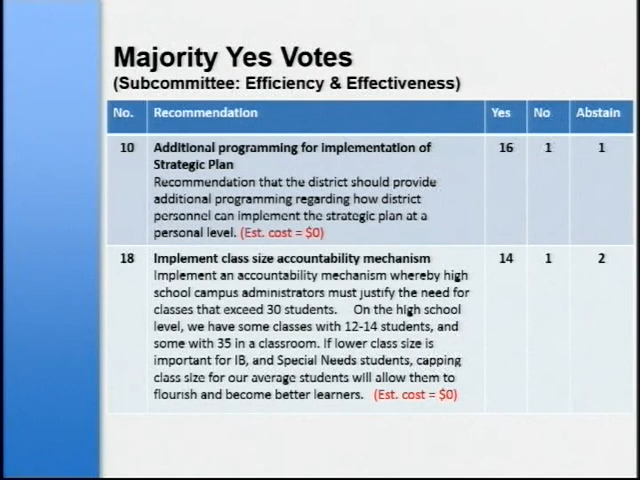 Majority Yes Votes
(Subcommittee: Efficiency & Effectiveness)
No. Recommendation Yes No Abstain
10 Additional programming for Implementation of 16 1 1
Strategic Plan
Recommendation that the district should provide
additional programming regarding how district
personnel can implement the strategic plan at a
personal level. (Est. cost = $0)
18 Implement class size accountability mechanism 14 1 2
Implement an accountability mechanism whereby high
school campus administrators must justify the need for
classes that exceed 30 students. On the high school
level, we have some classes with 12-14 students, and
some with 35 in a classroom. If lower class size is
important for IB, and Special Needs students, capping
class size for our average students will allow them to
flourish and become better learners. (Est. cost = $0)